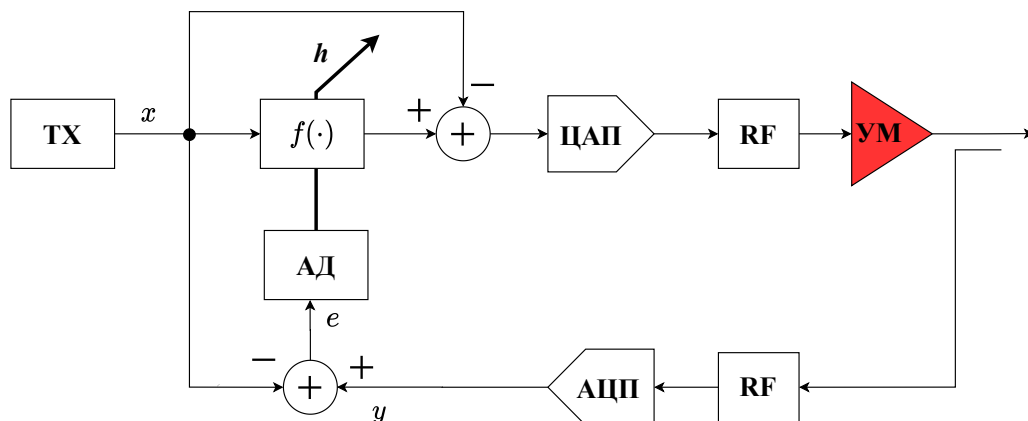 h
−
x
+
TX
f(·)
+
ЦАП
RF
УМ
АД
e
−
+
+
АЦП
RF
y